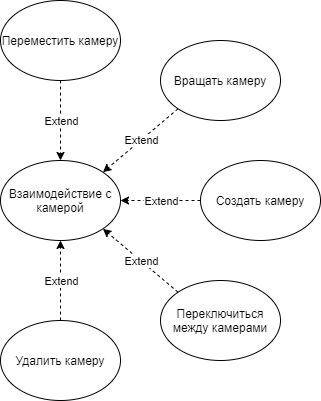 Переместить камеру
Вращать камеру
Extend
Extend
Взаимодействие с
камерой
Extend
Создать камеру
Extend
Extend
Переключиться
между камерами
Удалить камеру